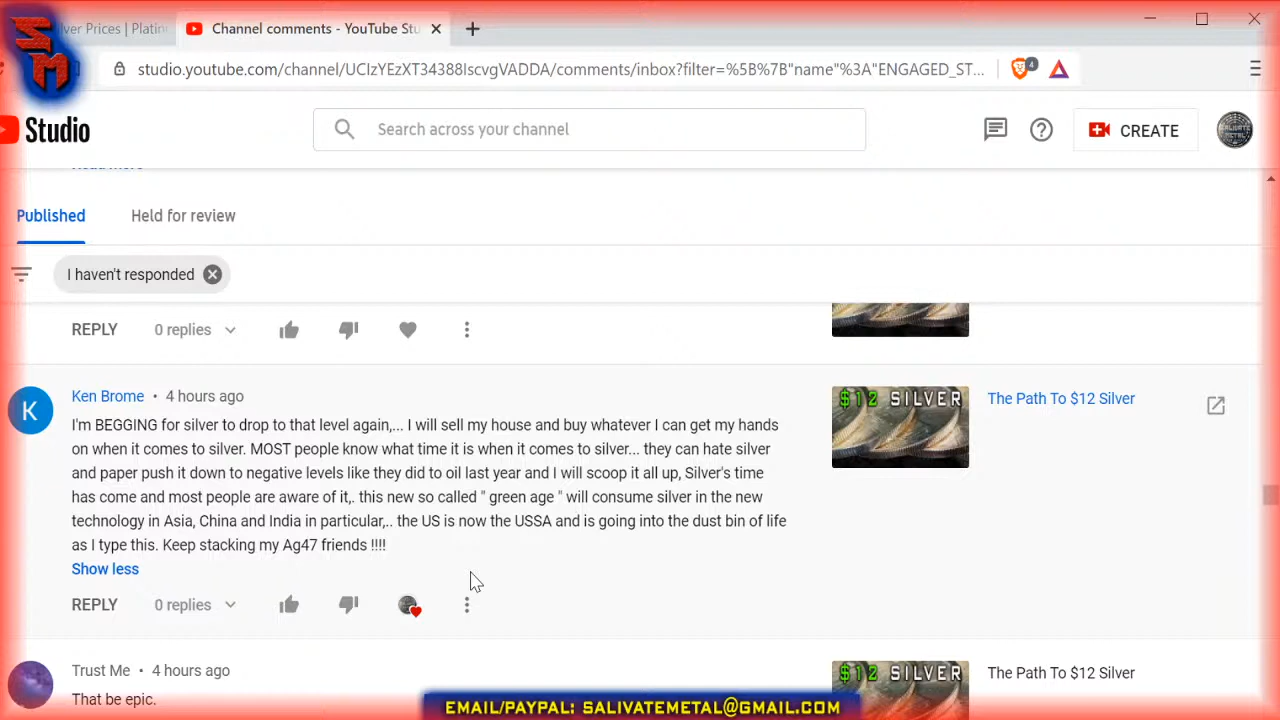 SM
lver Prices | Platin
Channel comments - YouTube Stu
studio.youtube.com/channel/UCIzYEzXT34388IscvgVADDA/comments/inbox?filter=%5B%7B"name"%3A"ENGAGED_ST...
4
Studio
Search across your channel
CREATE
Published
Held for review
I haven't responded
REPLY
0 replies
Ken Brome • 4 hours ago
$12 SILVER
The Path To $12 Silver
K
I'm BEGGING for silver to drop to that level again,... I will sell my house and buy whatever I can get my hands
on when it comes to silver. MOST people know what time it is when it comes to silver... they can hate silver
and paper push it down to negative levels like they did to oil last year and I will scoop it all up, Silver's time
has come and most people are aware of it,. this new so called " green age " will consume silver in the new
technology in Asia, China and India in particular,.. the US is now the USSA and is going into the dust bin of life
as I type this. Keep stacking my Ag47 friends !!!!
Show less
REPLY
0 replies
Trust Me • 4 hours ago
$12 SILVER
The Path To $12 Silver
That be epic.
EMAIL/PAYPAL: SALIVATEMETAL@GMAIL.COM